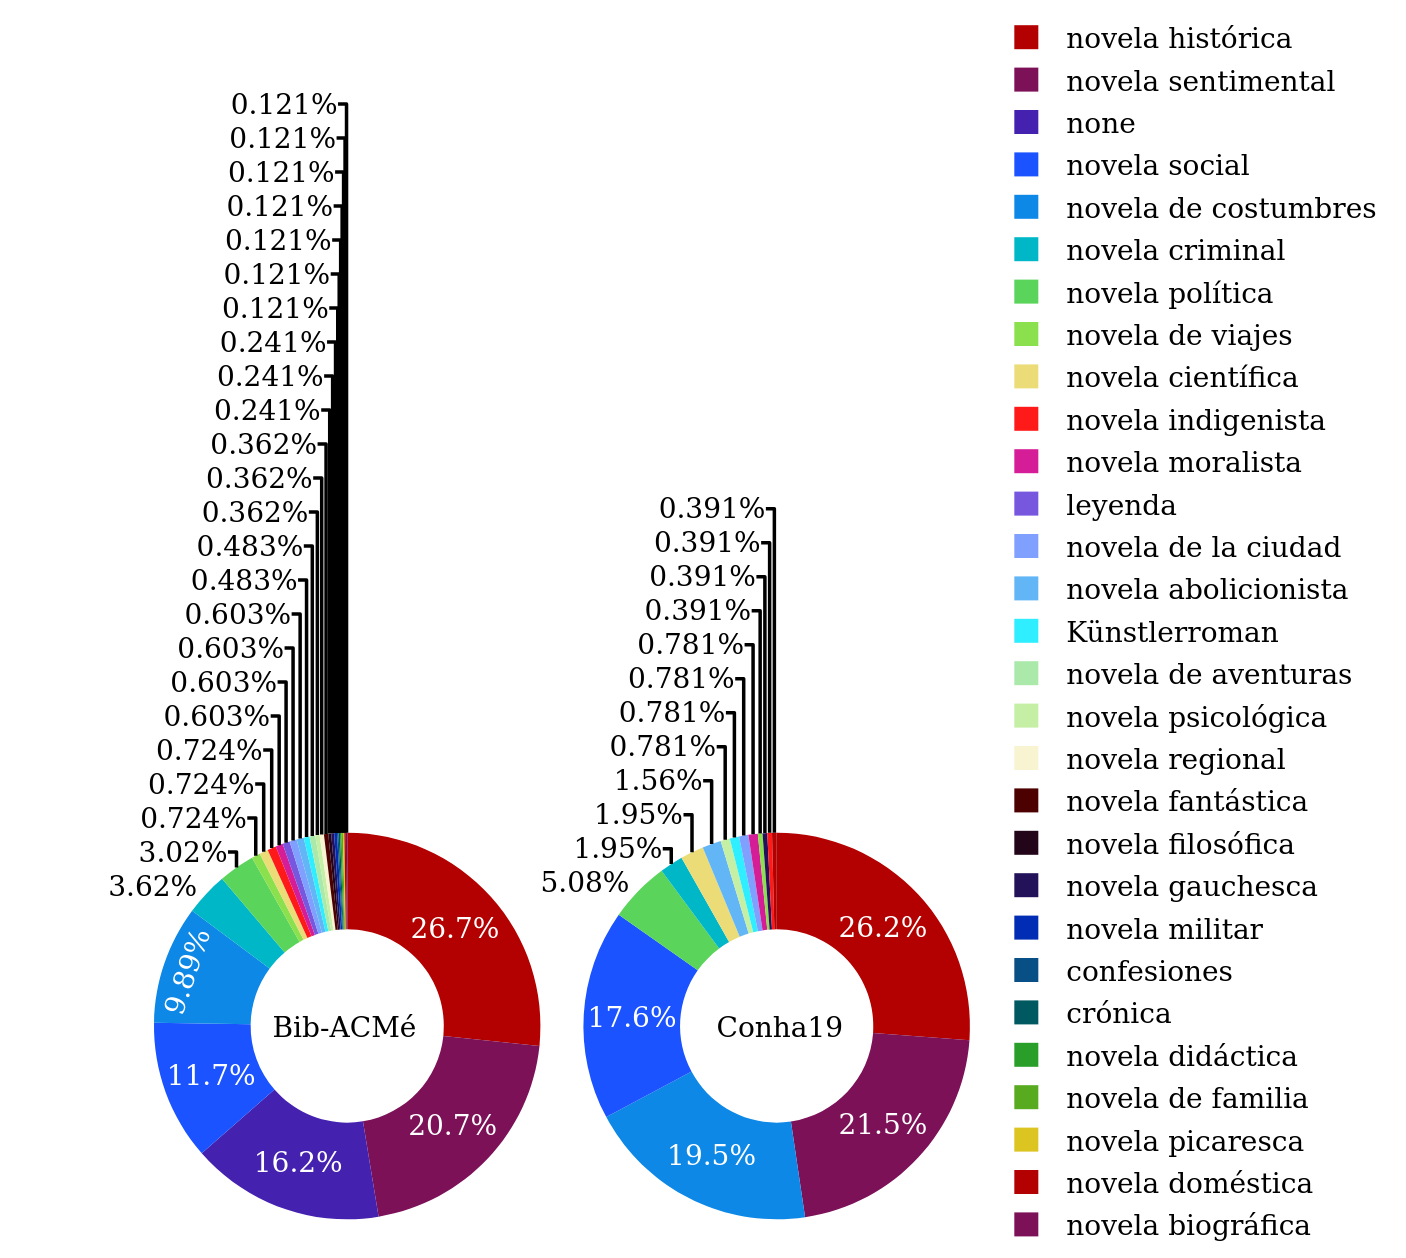 0.121%
0.121%
0.121%
0.121%
0.121%
0.121%
0.121%
0.241%
0.241%
0.241%
0.362%
0.362%
0.362%
0.483%
0.483%
0.603%
0.603%
0.603%
0.603%
0.724%
0.724%
0.724%
3.02%
3.62%
9.89%
11.7%
16.2%
20.7%
26.7%
Bib-ACMé
0.391%
0.391%
0.391%
0.391%
0.781%
0.781%
0.781%
0.781%
1.56%
1.95%
1.95%
5.08%
17.6%
19.5%
21.5%
26.2%
Conha19
novela histórica
novela sentimental
none
novela social
novela de costumbres
novela criminal
novela política
novela de viajes
novela científica
novela indigenista
novela moralista
leyenda
novela de la ciudad
novela abolicionista
Künstlerroman
novela de aventuras
novela psicológica
novela regional
novela fantástica
novela filosófica
novela gauchesca
novela militar
confesiones
crónica
novela didáctica
novela de familia
novela picaresca
novela doméstica
novela biográfica